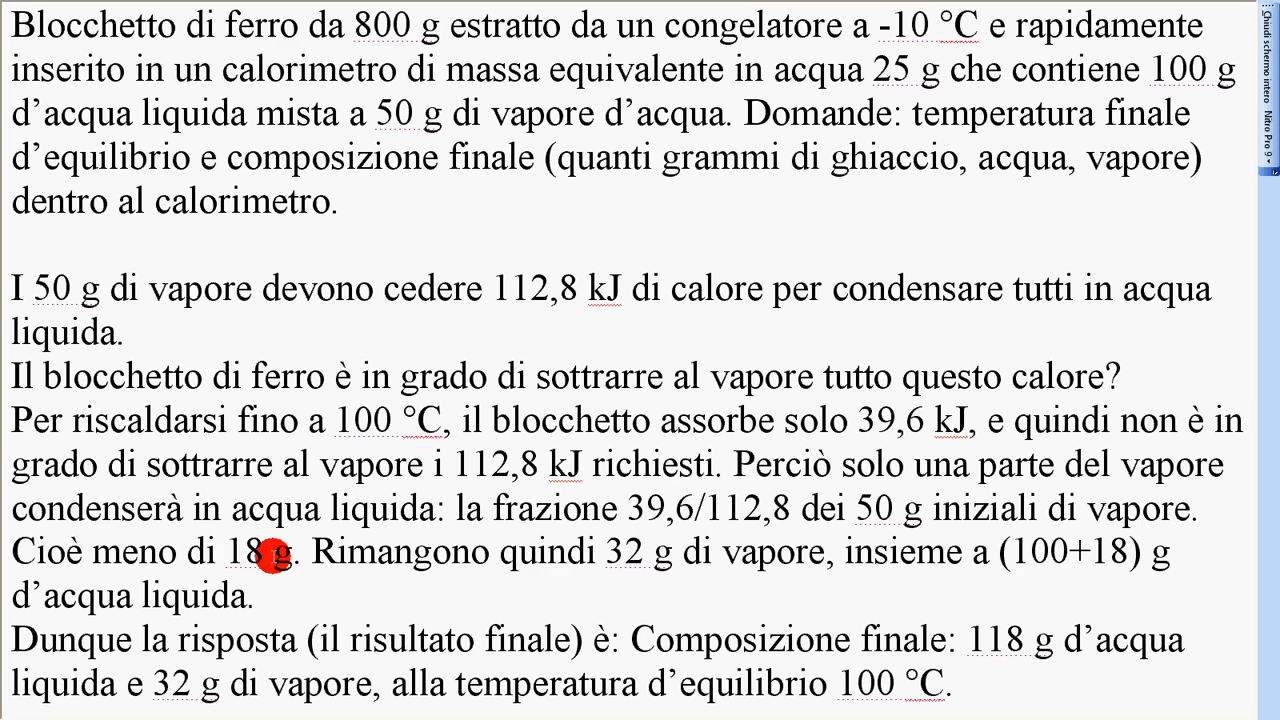 Blocchetto di ferro da 800 g estratto da un congelatore a -10 °C e rapidamente
inserito in un calorimetro di massa equivalente in acqua 25 g che contiene 100 g
d’acqua liquida mista a 50 g di vapore d’acqua. Domande: temperatura finale
d’equilibrio e composizione finale (quanti grammi di ghiaccio, acqua, vapore)
dentro al calorimetro.
I 50 g di vapore devono cedere 112,8 kJ di calore per condensare tutti in acqua
liquida.
Il blocchetto di ferro è in grado di sottrarre al vapore tutto questo calore?
Per riscaldarsi fino a 100 °C, il blocchetto assorbe solo 39,6 kJ, e quindi non è in
grado di sottrarre al vapore i 112,8 kJ richiesti. Perciò solo una parte del vapore
condenserà in acqua liquida: la frazione 39,6/112,8 dei 50 g iniziali di vapore.
Cioè meno di 18 g. Rimangono quindi 32 g di vapore, insieme a (100+18) g
d’acqua liquida.
Dunque la risposta (il risultato finale) è: Composizione finale: 118 g d’acqua
liquida e 32 g di vapore, alla temperatura d’equilibrio 100 °C.
Chiudi schermo intero
Nitro Pro 9